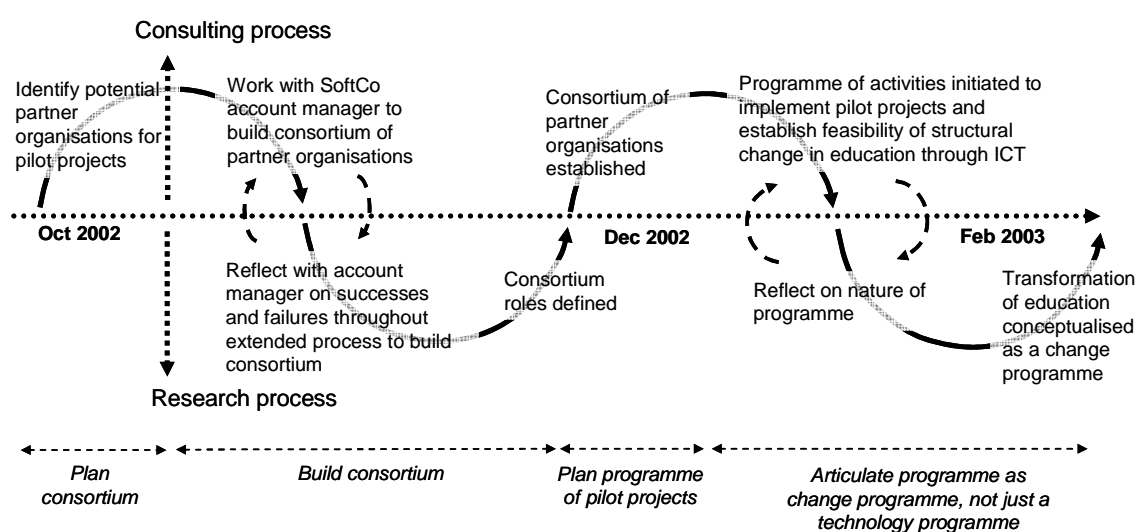 Consulting process
Identify potential
partner
organisations for
pilot projects
Work with SoftCo
account manager to
build consortium of
partner organisations
Consortium of
partner
organisations
established
Programme of activities initiated to
implement pilot projects and
establish feasibility of structural
change in education through ICT
Oct 2002
Dec 2002
Feb 2003
Reflect with account
manager on successes
and failures throughout
extended process to build
consortium
Consortium
roles defined
Reflect on nature of
programme
Transformation
of education
conceptualised
as a change
programme
Research process
Plan
consortium
Build consortium
Plan programme
of pilot projects
Articulate programme as
change programme, not just a
technology programme